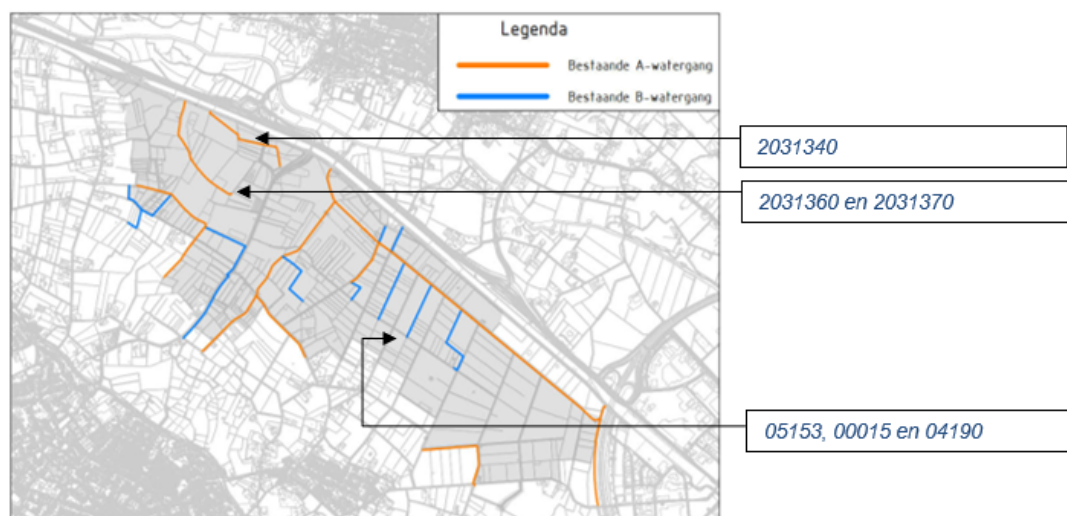 Legenda
Bestaande A-watergang
Bestaande B-watergang
2031340
2031360 en 2031370
05153, 00015 en 04190